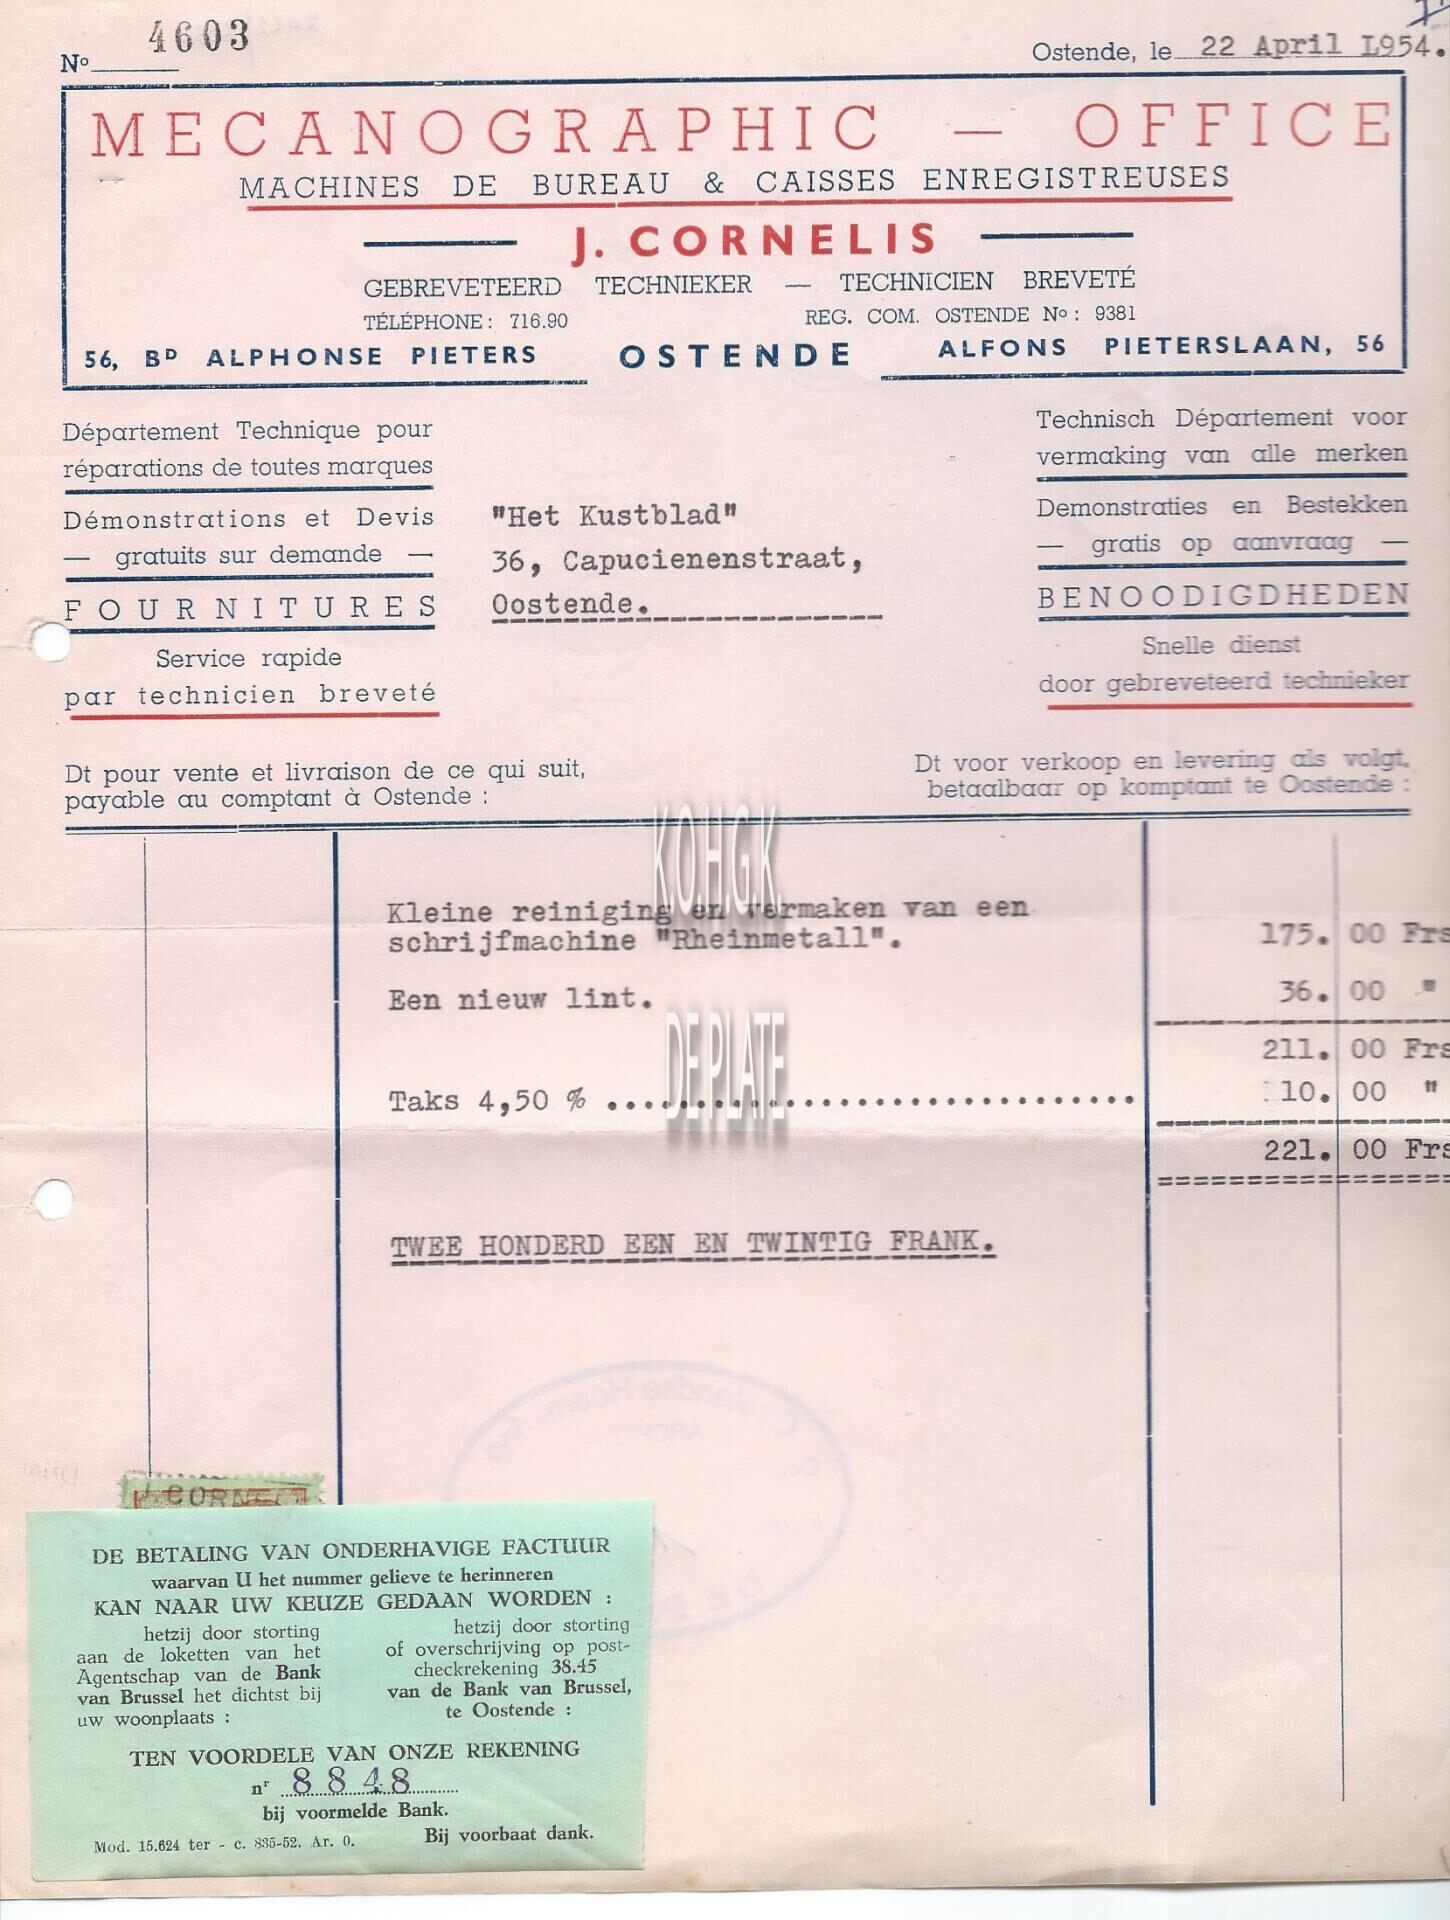 Nº 4603
Ostende, le 22 April I954.
MECANOGRAPHIC — OFFICE
MACHINES DE BUREAU & CAISSES ENREGISTREUSES
J. CORNELIS
GEBREVETEERD TECHNIEKER — TECHNICIEN BREVETÉ
TÉLÉPHONE : 716.90
REG. COM. OSTENDE Nº : 9381
56, BD ALPHONSE PIETERS OSTENDE ALFONS PIETERSLAAN, 56
Département Technique pour
réparations de toutes marques
Démonstrations et Devis
— gratuits sur demande —
FOURNITURES
Service rapide
par technicien breveté
"Het Kustblad"
36, Capucienenstraat,
Oostende.
Technisch Département voor
vermaking van alle merken
Demonstraties en Bestekken
— gratis op aanvraag —
BENOODIGDHEDEN
Snelle dienst
door gebreveteerd technieker
Dt pour vente et livraison de ce qui suit,
payable au comptant à Ostende :
Dt voor verkoop en levering als volgt,
betaalbaar op komptant te Oostende :
K.O.H.G.K.
Kleine reiniging en vermaken van een
schrijfmachine "Rheinmetall". 175. 00 Frs
Een nieuw lint. 36. 00 "
DE PLATE
211. 00 Frs
Taks 4,50 % .................................... 10. 00 "
221. 00 Frs
TWEE HONDERD EEN EN TWINTIG FRANK.
J. CORNELI
DE BETALING VAN ONDERHAVIGE FACTUUR
waarvan U het nummer gelieve te herinneren
KAN NAAR UW KEUZE GEDAAN WORDEN :
hetzij door storting
aan de loketten van het
Agentschap van de Bank
van Brussel het dichtst bij
uw woonplaats :
hetzij door storting
of overschrijving op post-
checkrekening 38.45
van de Bank van Brussel,
te Oostende :
TEN VOORDELE VAN ONZE REKENING
nr 8848
bij voormelde Bank.
Mod. 15.624 ter - c. 835-52. Ar. 0.
Bij voorbaat dank.